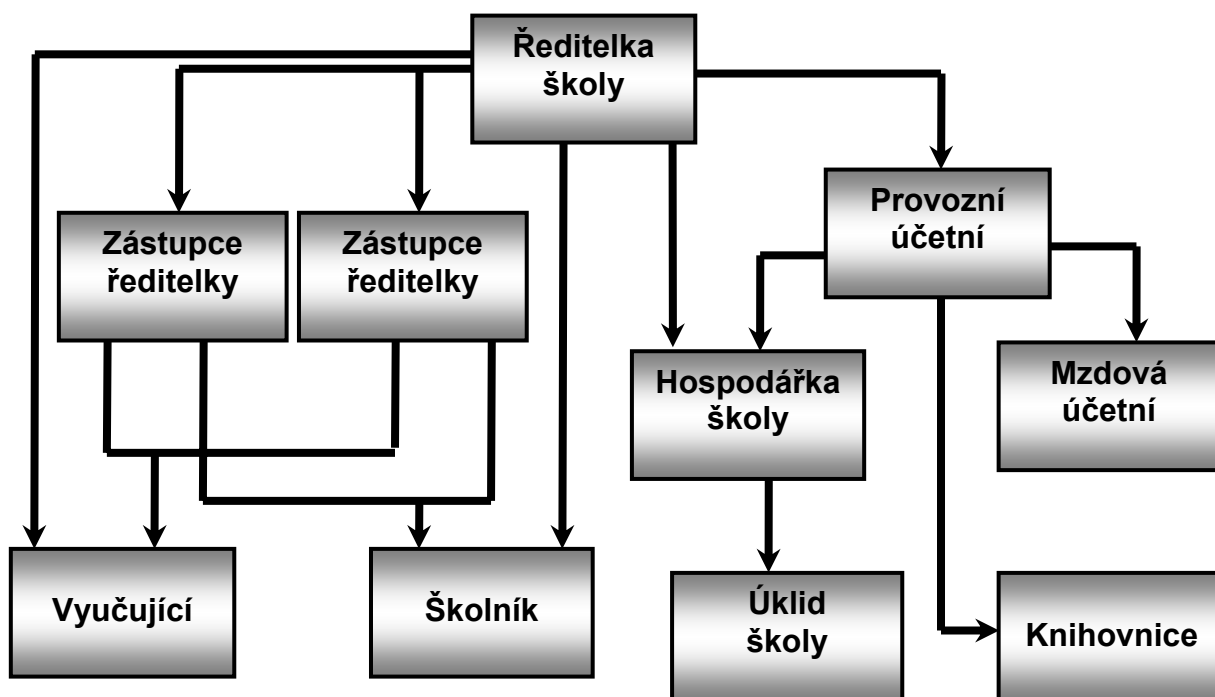 Ředitelka
školy
Provozní
účetní
Zástupce
ředitelky
Zástupce
ředitelky
Hospodářka
školy
Mzdová
účetní
Vyučující
Školník
Úklid
školy
Knihovnice